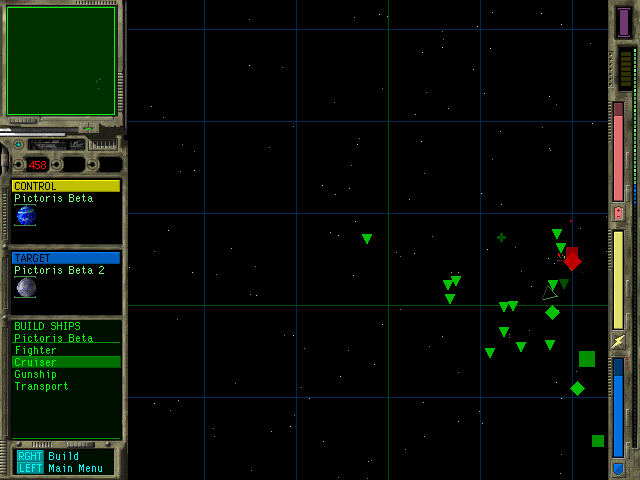 458
CONTROL
Pictoris Beta
TARGET
Pictoris Beta 2
BUILD SHIPS
Pictoris Beta
Fighter
Cruiser
Gunship
Transport
RGHT Build
LEFT Main Menu